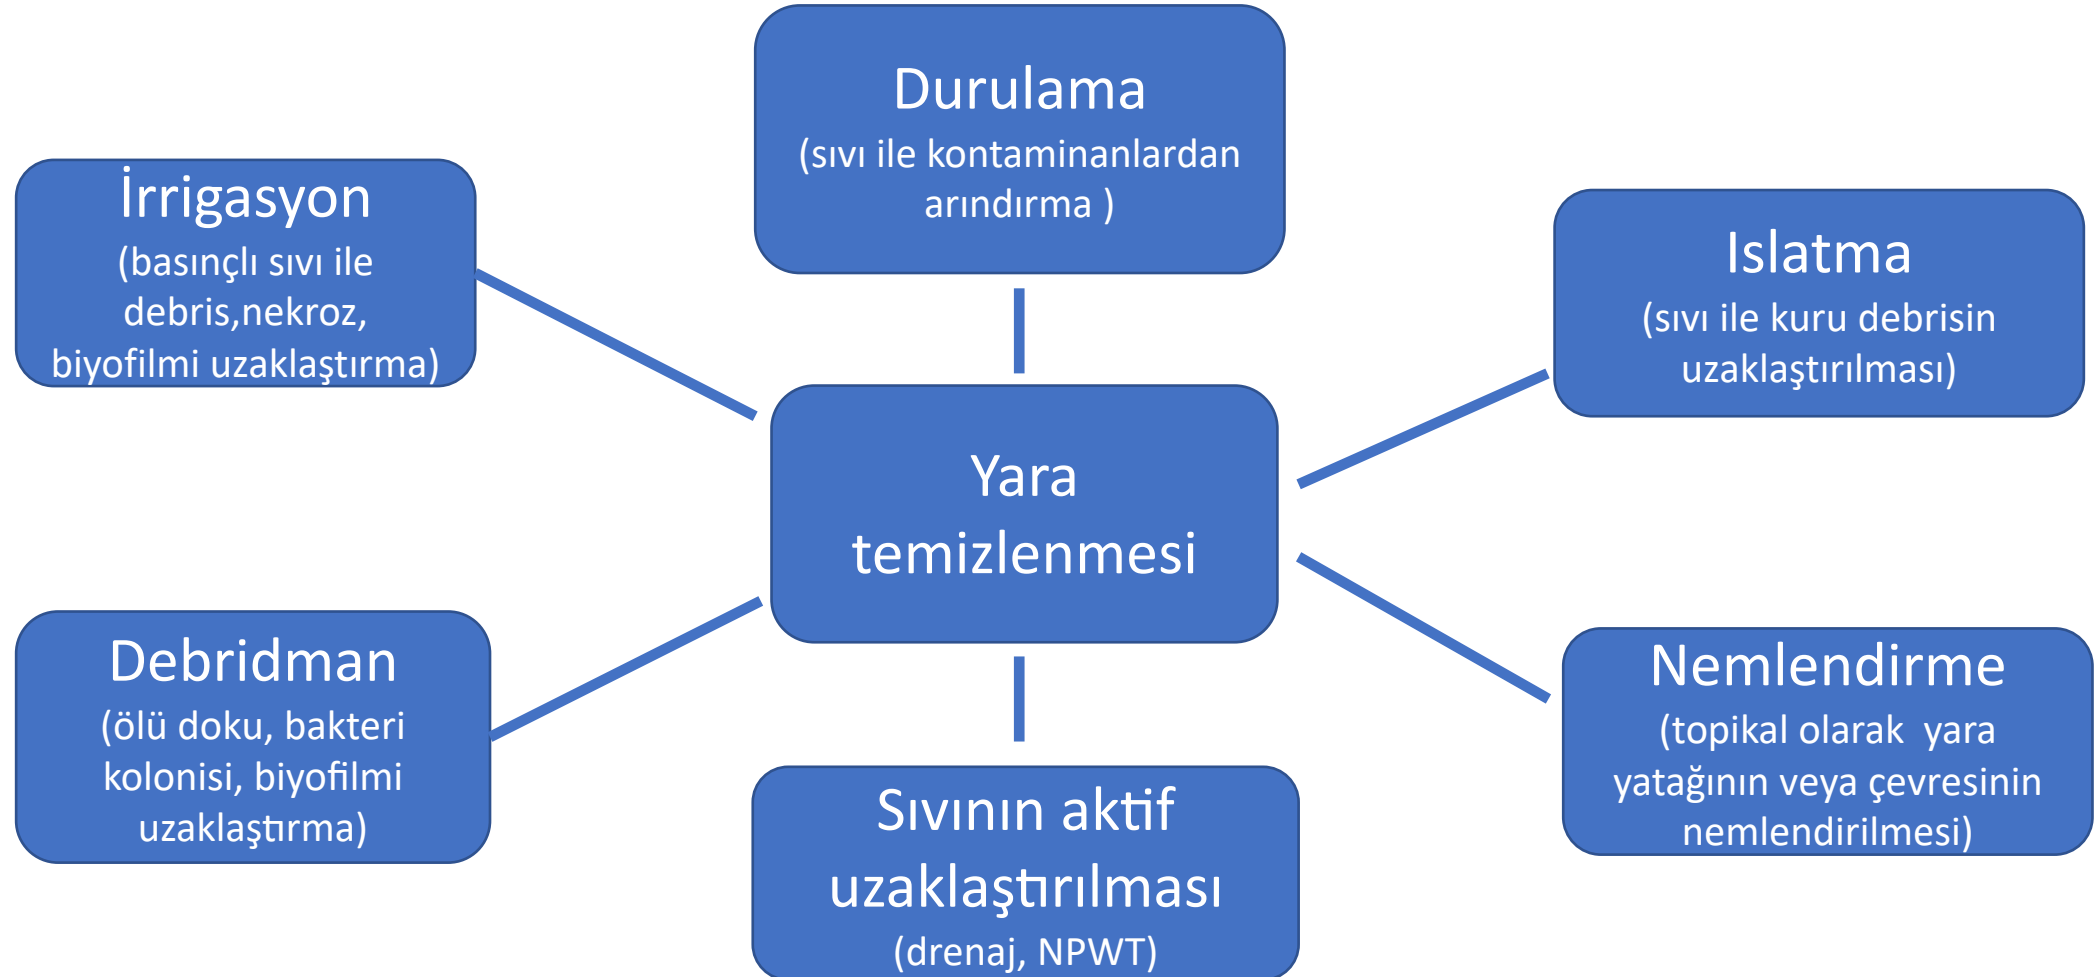 Durulama
(sıvı ile kontaminanlardan
arındırma )
İrrigasyon
(basınçlı sıvı ile
debris,nekroz,
biyofilmi uzaklaştırma)
Islatma
(sıvı ile kuru debrisin
uzaklaştırılması)
Yara
temizlenmesi
Debridman
(ölü doku, bakteri
kolonisi, biyofilmi
uzaklaştırma)
Nemlendirme
(topikal olarak  yara
yatağının veya çevresinin
nemlendirilmesi)
Sıvının aktif
uzaklaştırılması
(drenaj, NPWT)